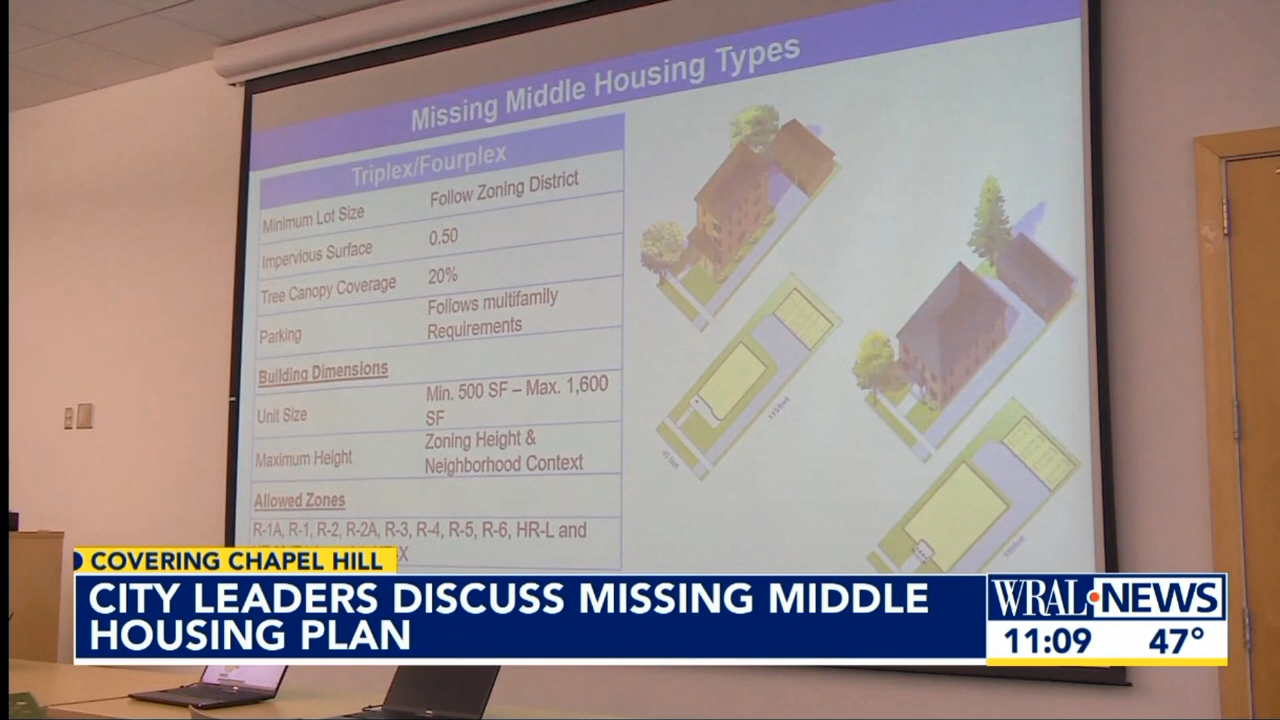 Missing Middle Housing Types
Triplex/Fourplex
Minimum Lot Size Follow Zoning District
Impervious Surface 0.50
Tree Canopy Coverage 20%
Parking Follows multifamily
Requirements
Building Dimensions
Unit Size Min. 500 SF – Max. 1,600
SF
Maximum Height Zoning Height &
Neighborhood Context
Allowed Zones
R-1A, R-1, R-2, R-2A, R-3, R-4, R-5, R-6, HR-L and
COVERING CHAPEL HILL
CITY LEADERS DISCUSS MISSING MIDDLE
HOUSING PLAN
WRAL NEWS
11:09 47°